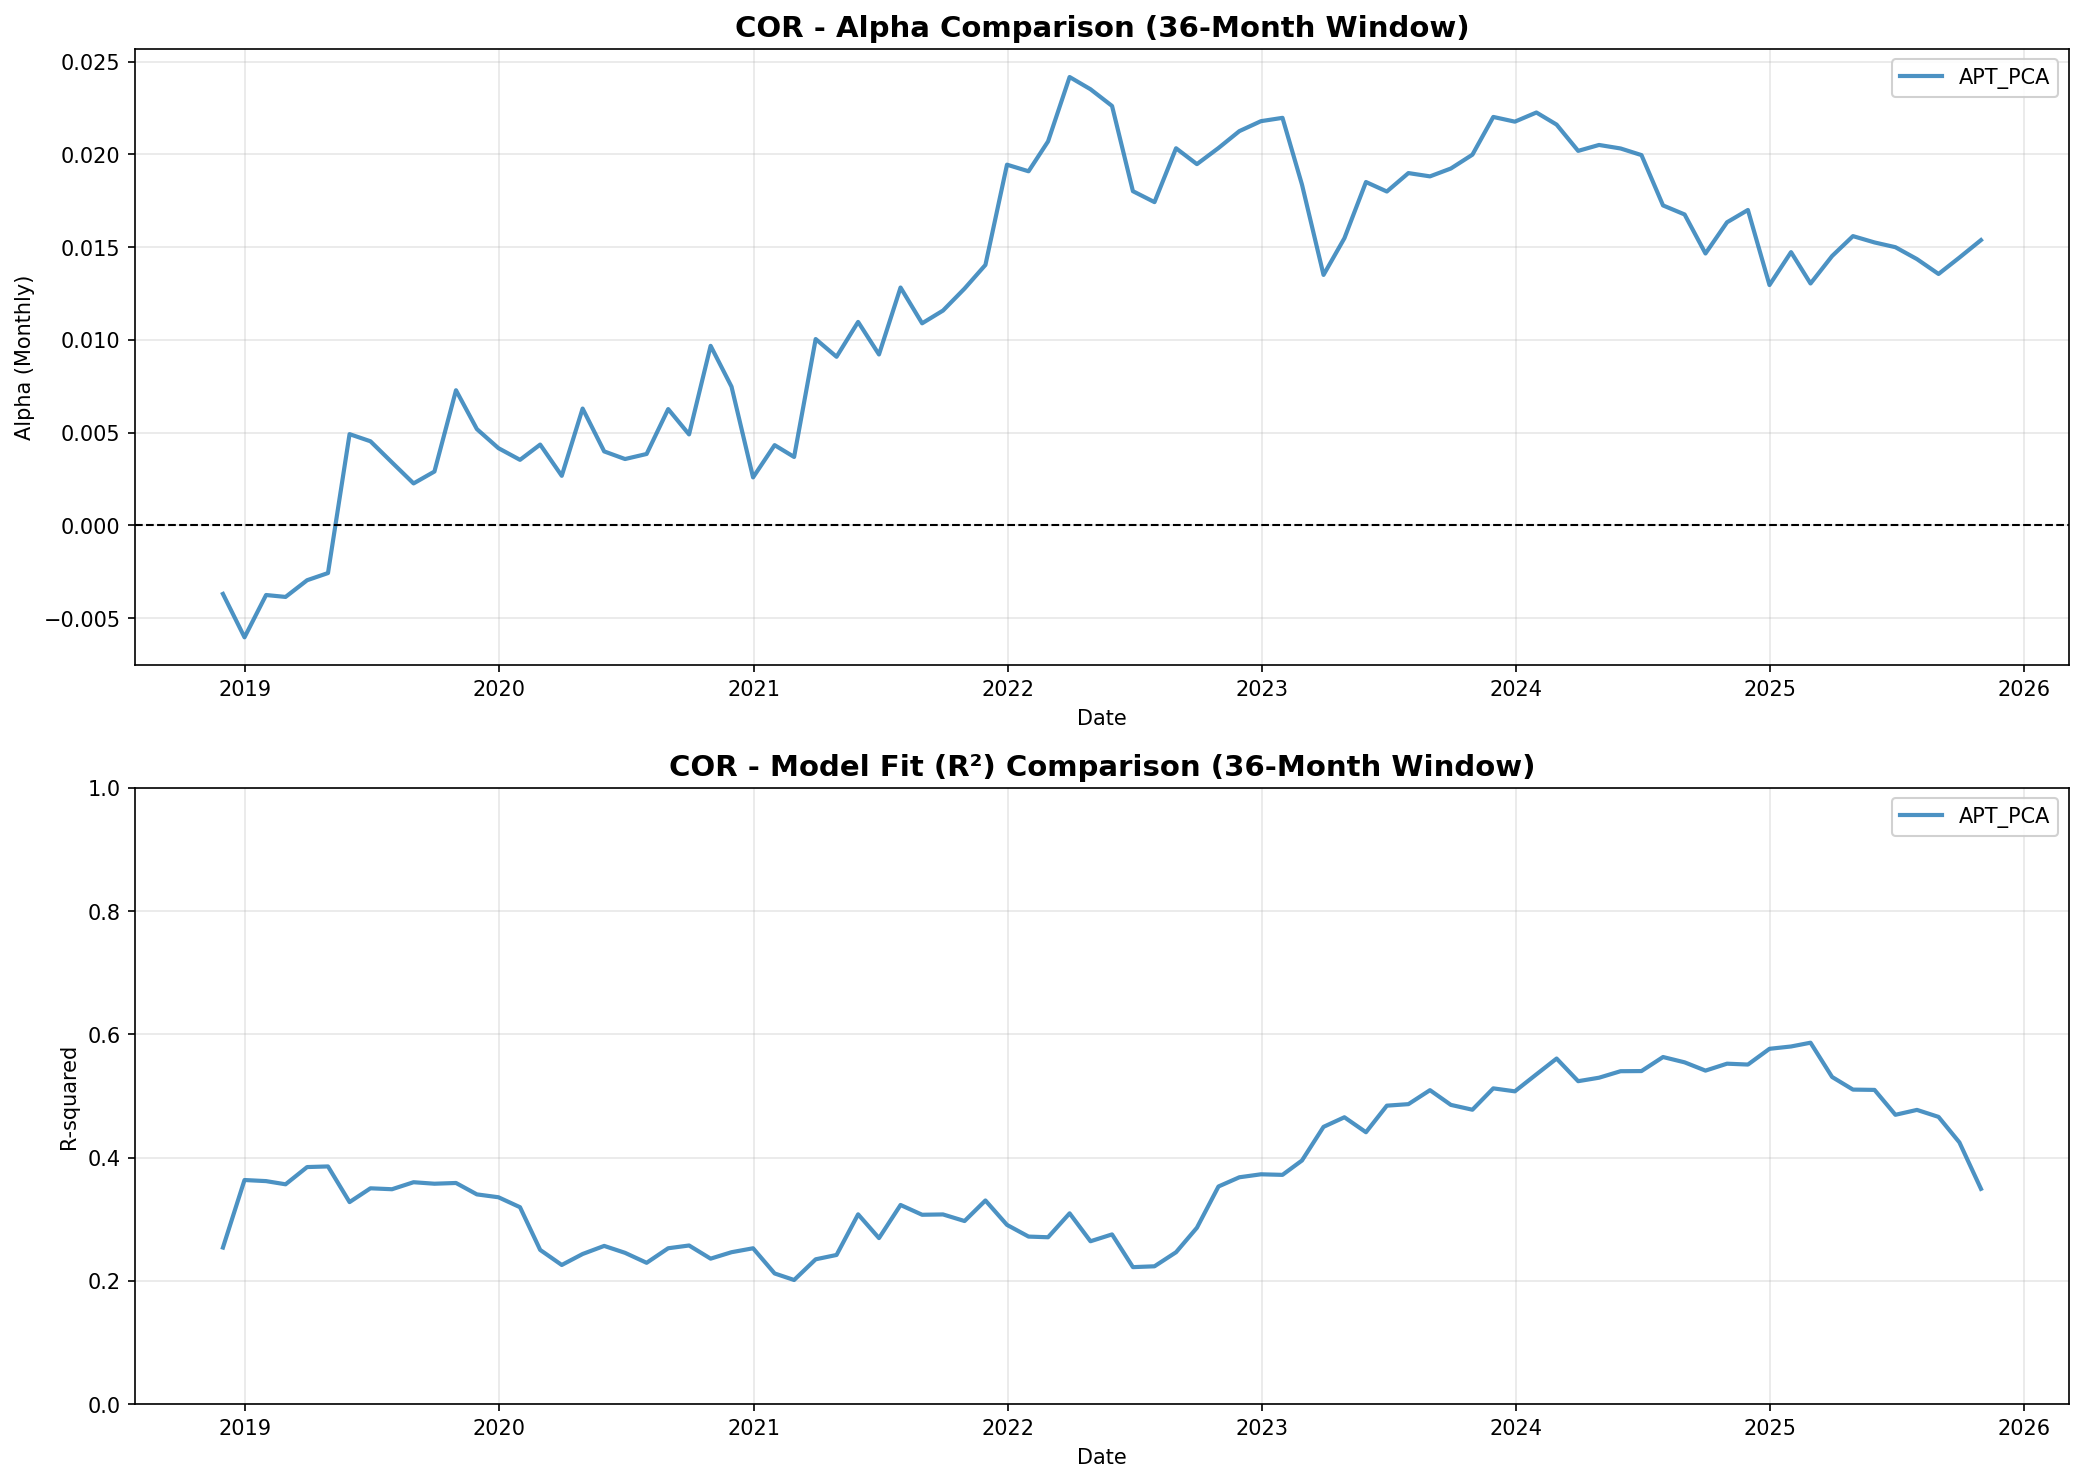 COR - Alpha Comparison (36-Month Window)
APT_PCA
Alpha (Monthly)
0.025
0.020
0.015
0.010
0.005
0.000
−0.005
2019 2020 2021 2022 2023 2024 2025 2026
Date
COR - Model Fit (R²) Comparison (36-Month Window)
APT_PCA
R-squared
1.0
0.8
0.6
0.4
0.2
0.0
2019 2020 2021 2022 2023 2024 2025 2026
Date